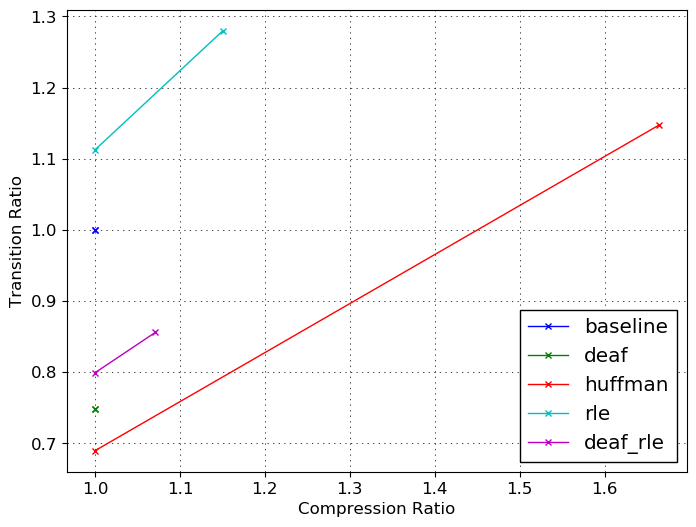 1.3
1.2
1.1
1.0
0.9
0.8
0.7
Transition Ratio
baseline
deaf
huffman
rle
deaf_rle
1.0 1.1 1.2 1.3 1.4 1.5 1.6
Compression Ratio